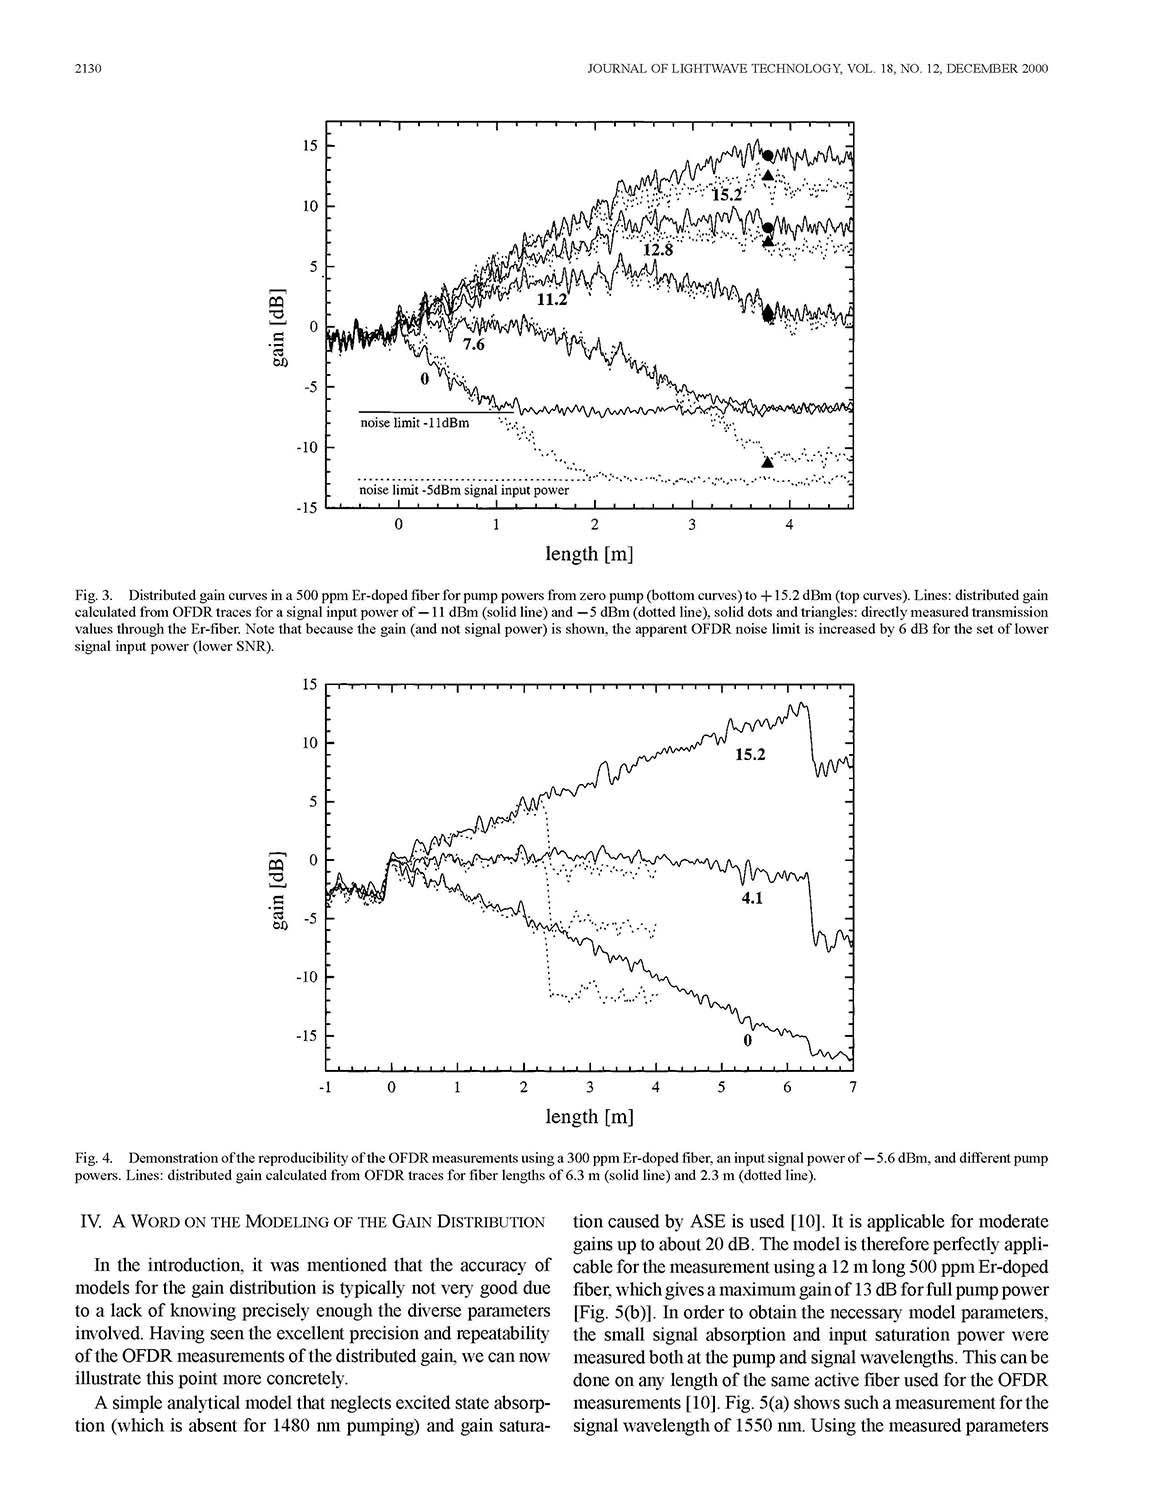 2130
JOURNAL OF LIGHTWAVE TECHNOLOGY, VOL. 18, NO. 12, DECEMBER 2000
15
10
5
0
-5
-10
-15
gain [dB]
15.2
12.8
11.2
7.6
0
noise limit -11dBm
noise limit -5dBm signal input power
0 1 2 3 4
length [m]
Fig. 3. Distributed gain curves in a 500 ppm Er-doped fiber for pump powers from zero pump (bottom curves) to +15.2 dBm (top curves). Lines: distributed gain
calculated from OFDR traces for a signal input power of −11 dBm (solid line) and −5 dBm (dotted line), solid dots and triangles: directly measured transmission
values through the Er-fiber. Note that because the gain (and not signal power) is shown, the apparent OFDR noise limit is increased by 6 dB for the set of lower
signal input power (lower SNR).
15
10
5
0
-5
-10
-15
gain [dB]
15.2
4.1
0
-1 0 1 2 3 4 5 6 7
length [m]
Fig. 4. Demonstration of the reproducibility of the OFDR measurements using a 300 ppm Er-doped fiber, an input signal power of −5.6 dBm, and different pump
powers. Lines: distributed gain calculated from OFDR traces for fiber lengths of 6.3 m (solid line) and 2.3 m (dotted line).
IV. A WORD ON THE MODELING OF THE GAIN DISTRIBUTION
In the introduction, it was mentioned that the accuracy of
models for the gain distribution is typically not very good due
to a lack of knowing precisely enough the diverse parameters
involved. Having seen the excellent precision and repeatability
of the OFDR measurements of the distributed gain, we can now
illustrate this point more concretely.
A simple analytical model that neglects excited state absorp-
tion (which is absent for 1480 nm pumping) and gain satura-
tion caused by ASE is used [10]. It is applicable for moderate
gains up to about 20 dB. The model is therefore perfectly appli-
cable for the measurement using a 12 m long 500 ppm Er-doped
fiber, which gives a maximum gain of 13 dB for full pump power
[Fig. 5(b)]. In order to obtain the necessary model parameters,
the small signal absorption and input saturation power were
measured both at the pump and signal wavelengths. This can be
done on any length of the same active fiber used for the OFDR
measurements [10]. Fig. 5(a) shows such a measurement for the
signal wavelength of 1550 nm. Using the measured parameters